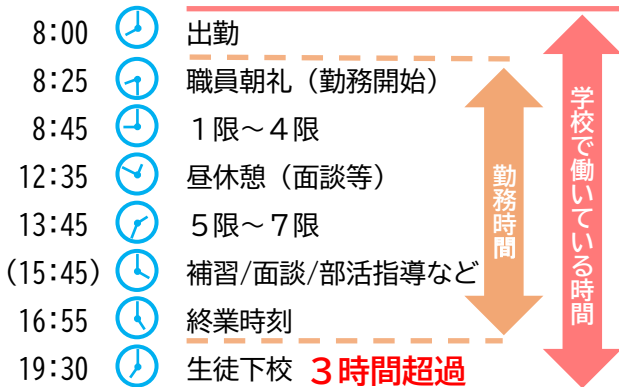 8:00 出勤
8:25 職員朝礼（勤務開始）
8:45 １限～４限
12:35 昼休憩（面談等）
13:45 ５限～７限
(15:45) 補習/面談/部活指導など
16:55 終業時刻
19:30 生徒下校 ３時間超過
勤務時間
学校で働いている時間